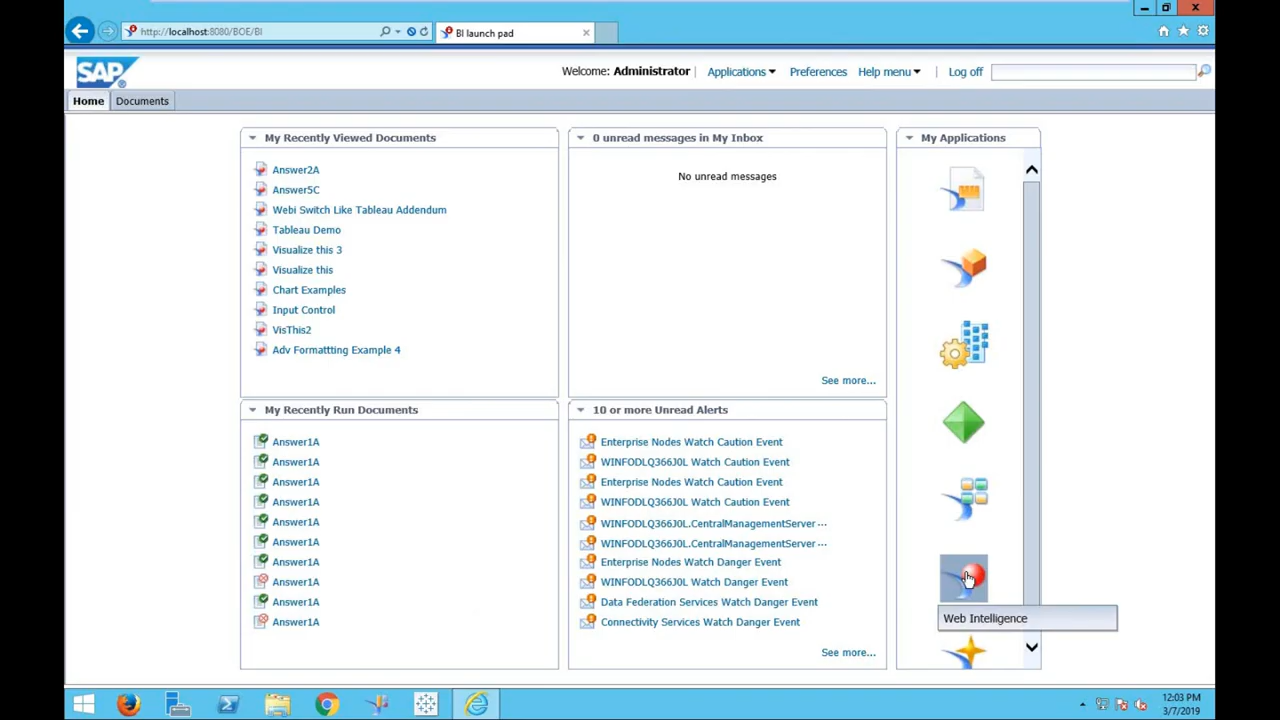 http://localhost:8080/BOE/BI
BI launch pad
SAP
Welcome: Administrator
Applications
Preferences
Help menu
Log off
Home
Documents
My Recently Viewed Documents
Answer2A
Answer5C
Webi Switch Like Tableau Addendum
Tableau Demo
Visualize this 3
Visualize this
Chart Examples
Input Control
VisThis2
Adv Formattting Example 4
0 unread messages in My Inbox
No unread messages
See more...
My Applications
Web Intelligence
My Recently Run Documents
Answer1A
Answer1A
Answer1A
Answer1A
Answer1A
Answer1A
Answer1A
Answer1A
Answer1A
Answer1A
10 or more Unread Alerts
Enterprise Nodes Watch Caution Event
WINFODLQ366J0L Watch Caution Event
Enterprise Nodes Watch Caution Event
WINFODLQ366J0L Watch Caution Event
WINFODLQ366J0L.CentralManagementServer ...
WINFODLQ366J0L.CentralManagementServer ...
Enterprise Nodes Watch Danger Event
WINFODLQ366J0L Watch Danger Event
Data Federation Services Watch Danger Event
Connectivity Services Watch Danger Event
See more...
12:03 PM
3/7/2019